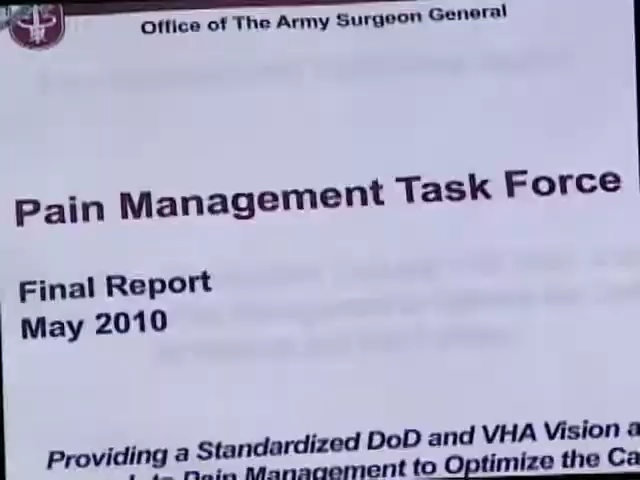 Office of The Army Surgeon General
Pain Management Task Force
Final Report
May 2010
Providing a Standardized DoD and VHA Vision a
Pain Management to Optimize the Ca